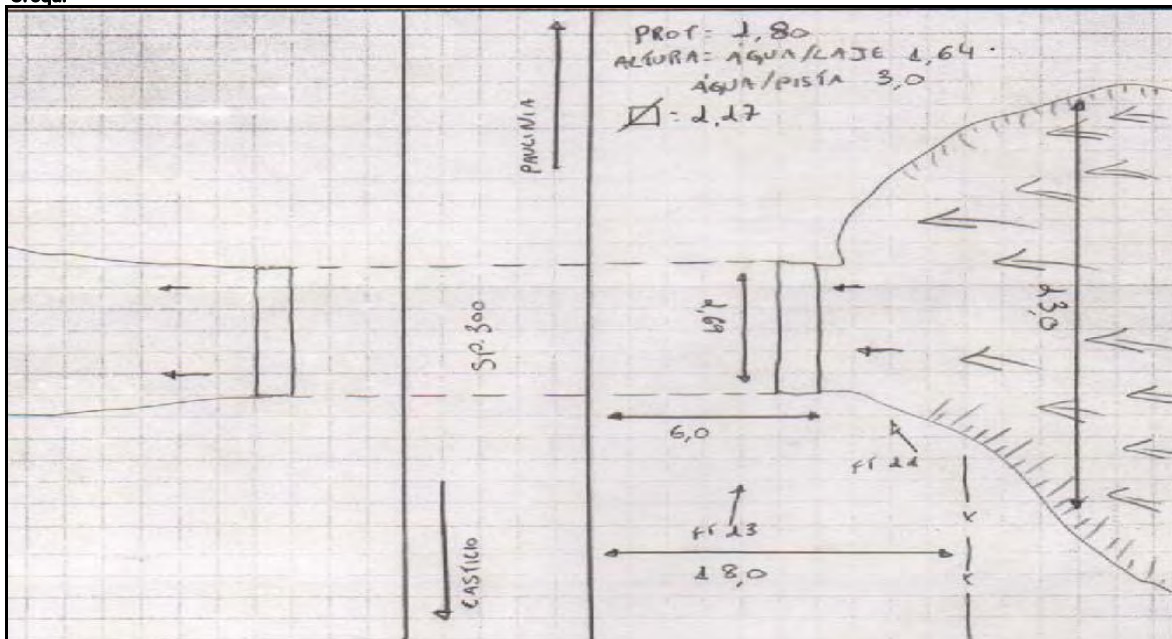 Croqui
PROF: 1,80
ALTURA: ÁGUA/LAJE 1,64.
ÁGUA/PISTA 3,0
: 1,17
PAULINIA
SP.300
1,69
13,0
6,0
FT 11
FT 13
18,0
CASTILHO